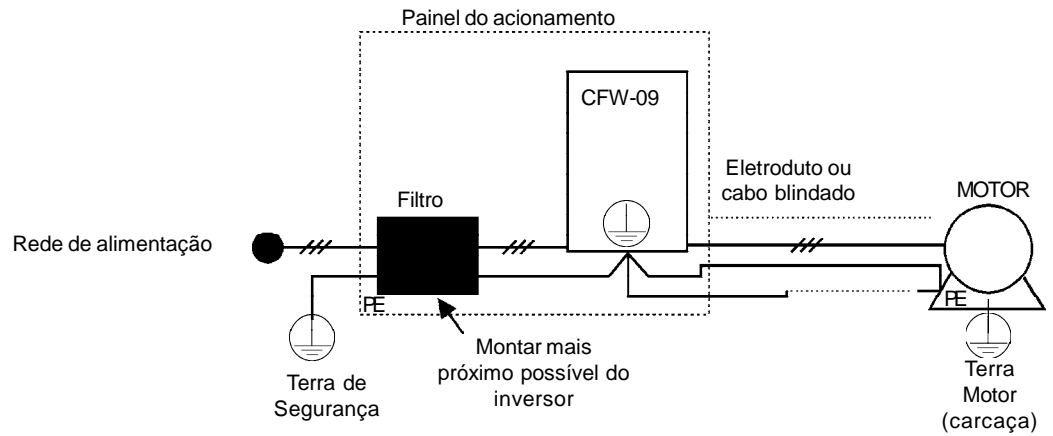 Painel do acionamento
CFW-09
Eletroduto ou
cabo blindado
MOTOR
Filtro
Rede de alimentação
PE
PE
Montar mais
próximo possível do
inversor
Terra de
Segurança
Terra
Motor
(carcaça)